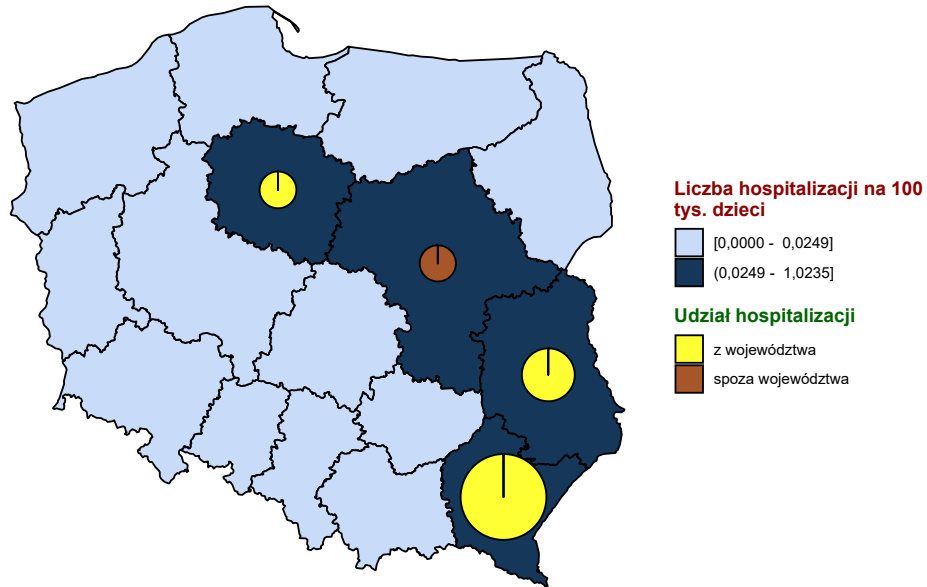 Liczba hospitalizacji na 100
tys. dzieci
[0,0000 - 0,0249]
(0,0249 - 1,0235]
Udział hospitalizacji
z województwa
spoza województwa